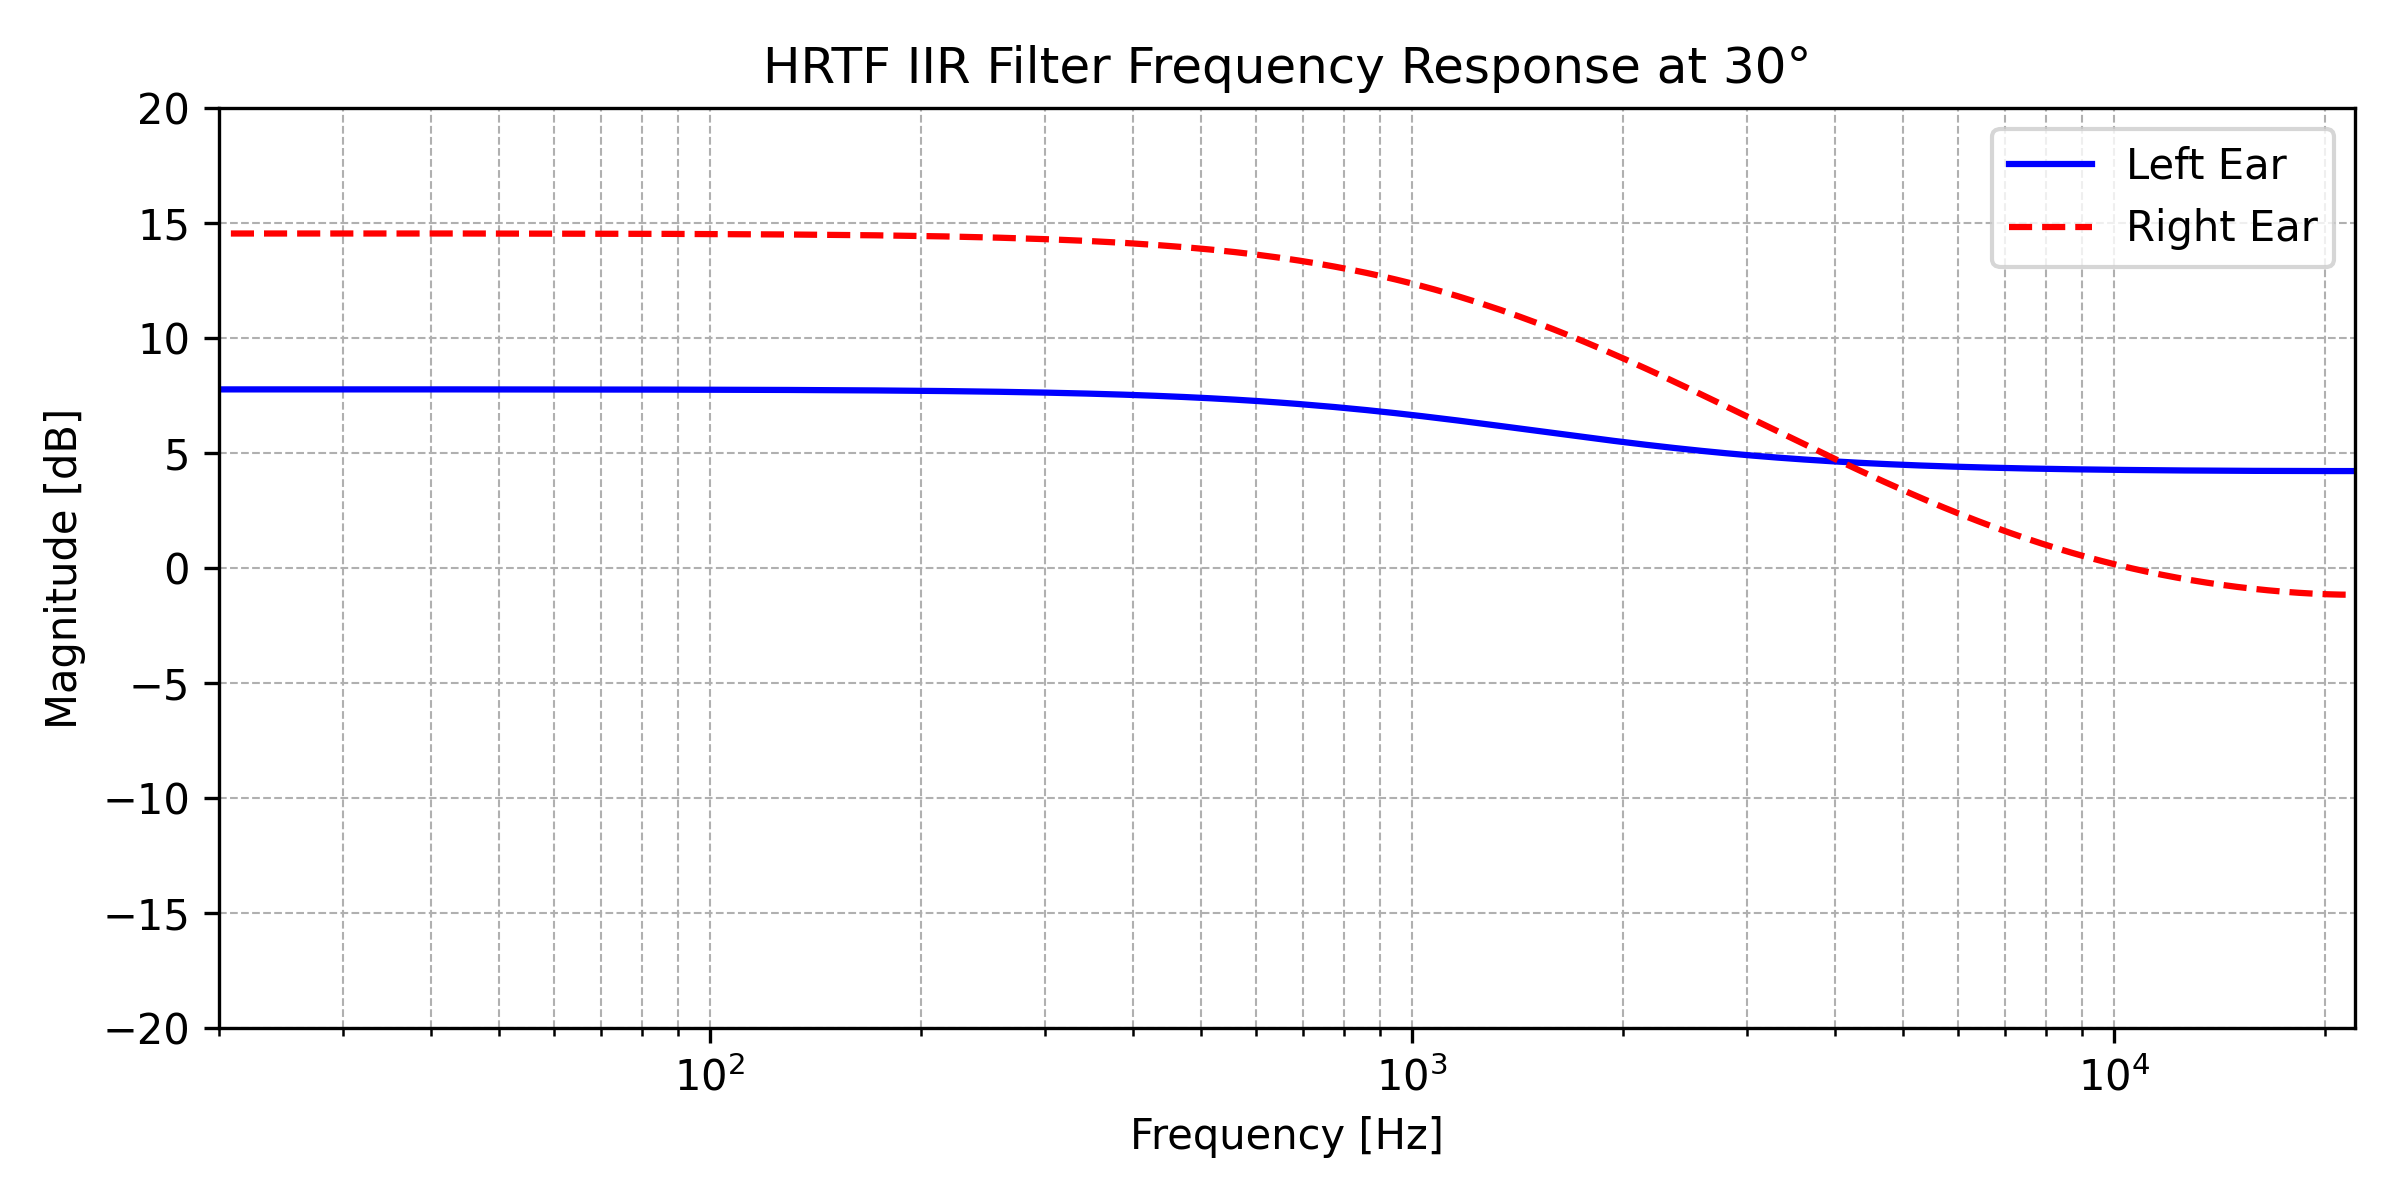 HRTF IIR Filter Frequency Response at 30°
Left Ear
Right Ear
Magnitude [dB]
20
15
10
5
0
−5
−10
−15
−20
10²
10³
10⁴
Frequency [Hz]